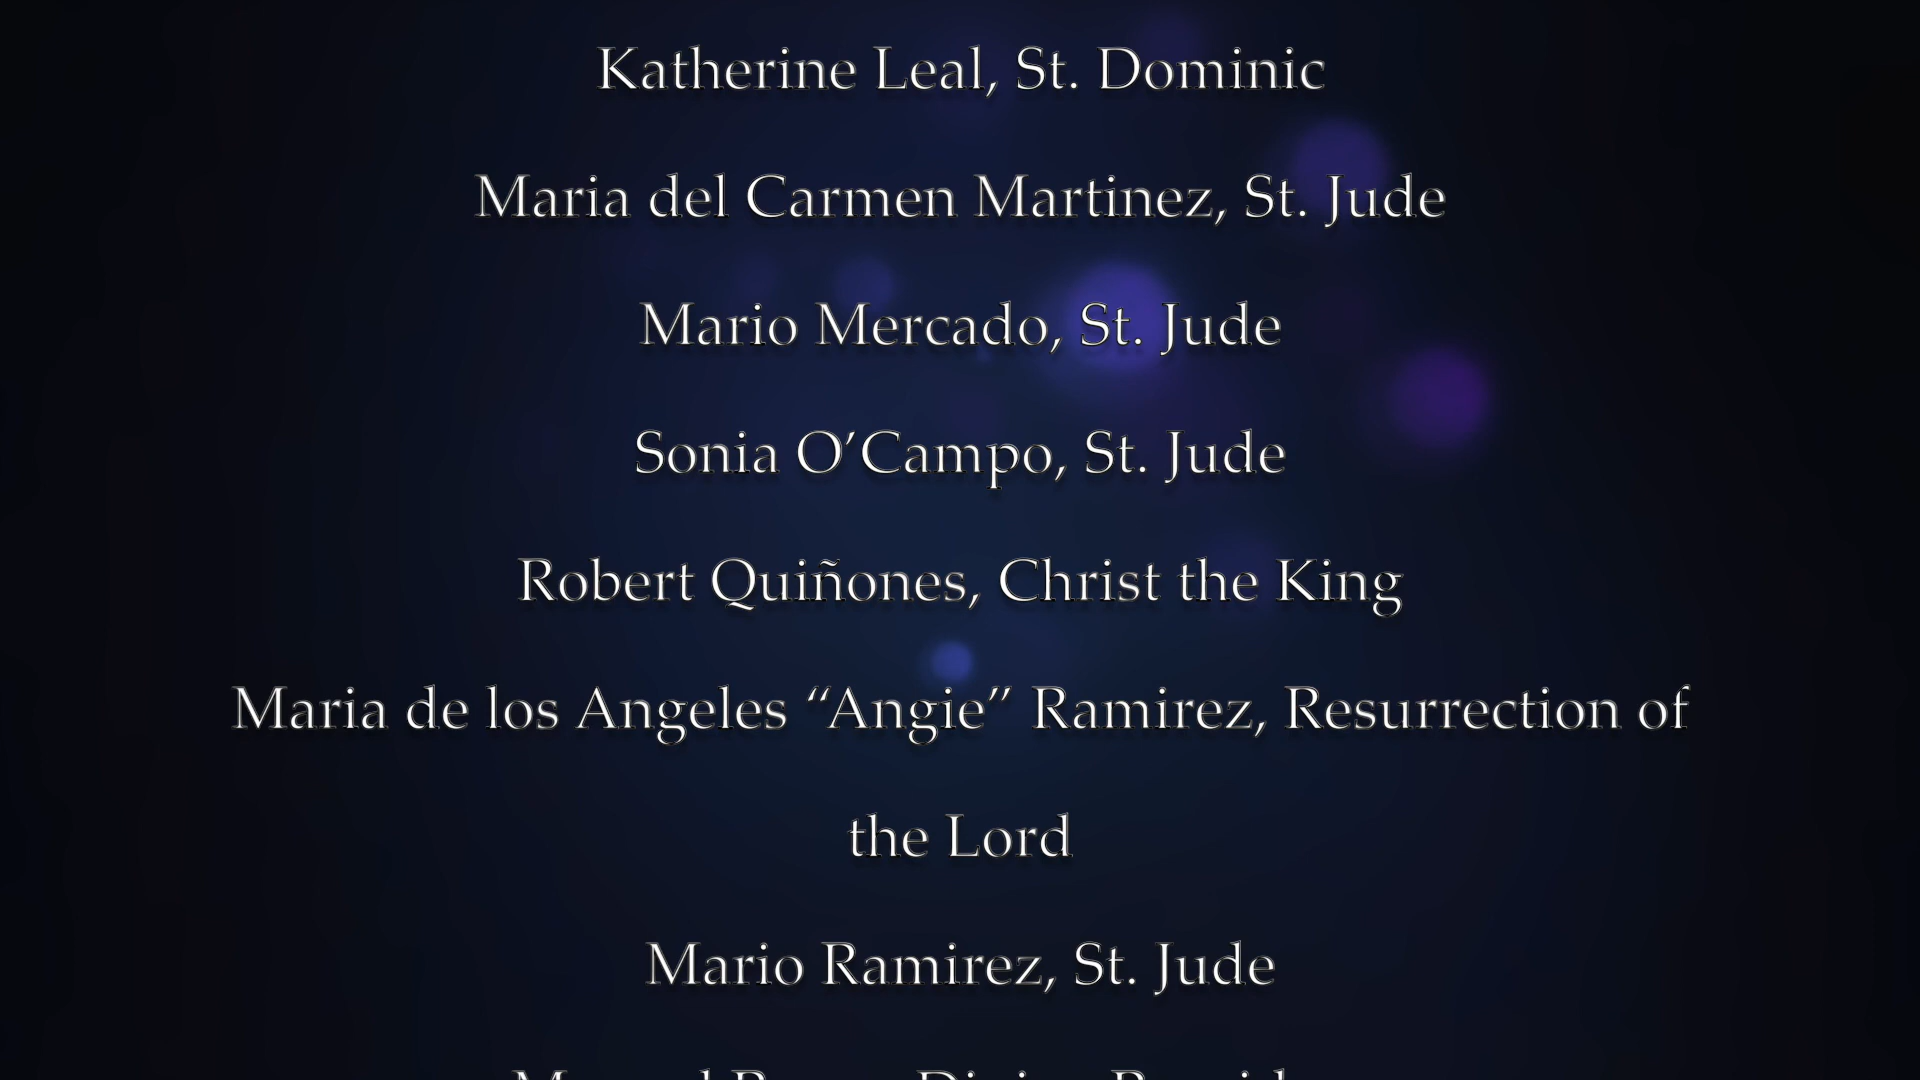 Katherine Leal, St. Dominic
Maria del Carmen Martinez, St. Jude
Mario Mercado, St. Jude
Sonia O’Campo, St. Jude
Robert Quiñones, Christ the King
Maria de los Angeles “Angie” Ramirez, Resurrection of
the Lord
Mario Ramirez, St. Jude